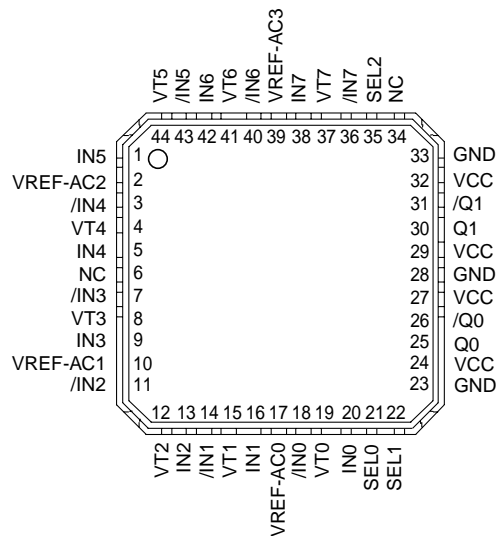 VT5 /IN5 IN6 VT6 /IN6 VREF-AC3 IN7 VT7 /IN7 SEL2 NC
44 43 42 41 40 39 38 37 36 35 34
IN5 1 33 GND
VREF-AC2 2 32 VCC
/IN4 3 31 /Q1
VT4 4 30 Q1
IN4 5 29 VCC
NC 6 28 GND
/IN3 7 27 VCC
VT3 8 26 /Q0
IN3 9 25 Q0
VREF-AC1 10 24 VCC
/IN2 11 23 GND
12 13 14 15 16 17 18 19 20 21 22
VT2 IN2 /IN1 VT1 IN1 VREF-AC0 /IN0 VT0 IN0 SEL0 SEL1